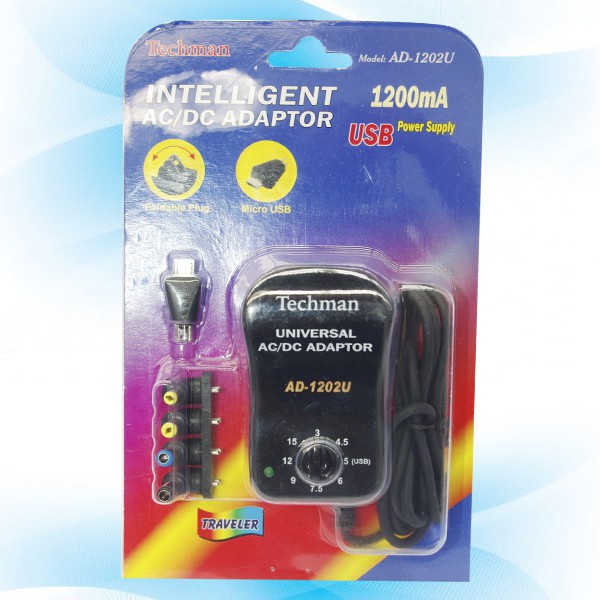 Techman
Model: AD-1202U
INTELLIGENT
AC/DC ADAPTOR
1200mA
USB Power Supply
Foldable Plug
Micro USB
Techman
UNIVERSAL
AC/DC ADAPTOR
AD-1202U
3
15 4.5
12 5 (USB)
9 6
7.5
TRAVELER